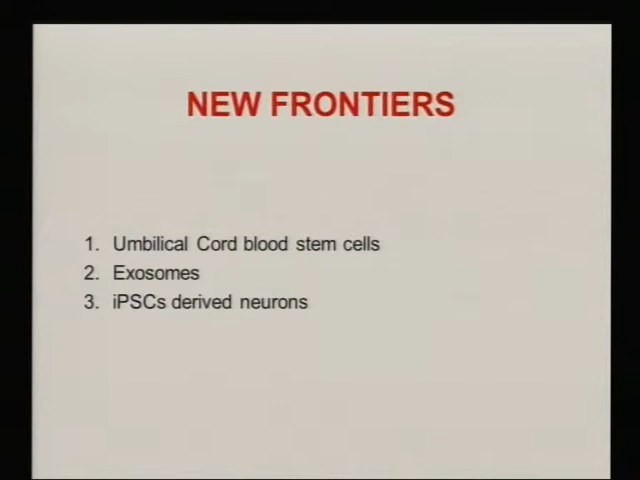 NEW FRONTIERS
1. Umbilical Cord blood stem cells
2. Exosomes
3. iPSCs derived neurons